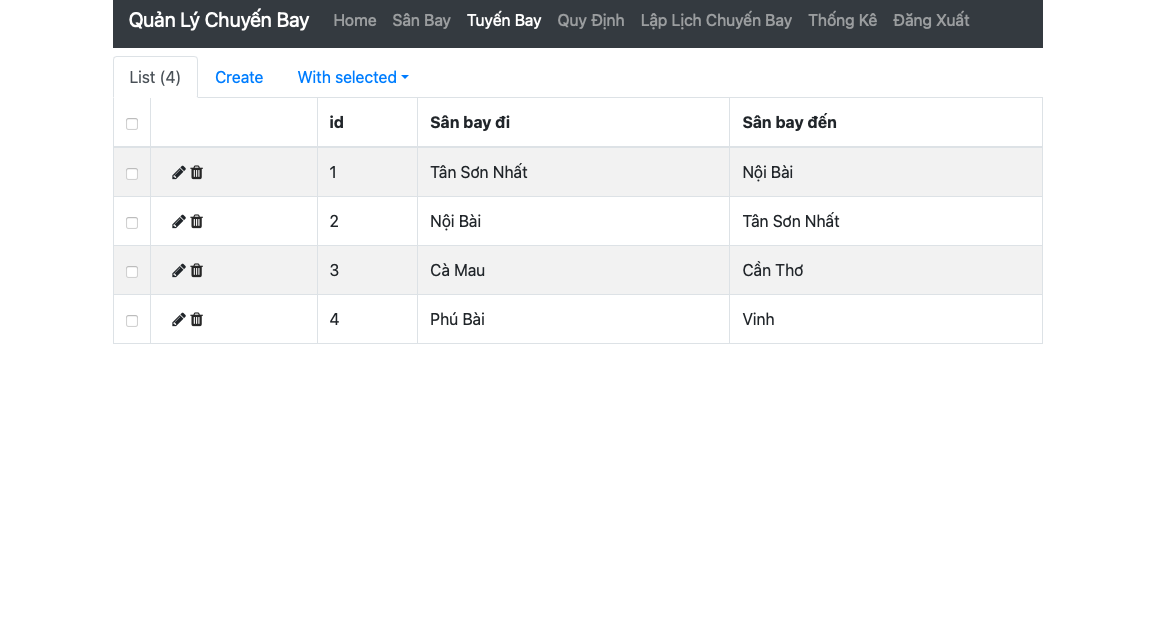 Quản Lý Chuyến Bay Home Sân Bay Tuyến Bay Quy Định Lập Lịch Chuyến Bay Thống Kê Đăng Xuất
List (4) Create With selected
id Sân bay đi Sân bay đến
1 Tân Sơn Nhất Nội Bài
2 Nội Bài Tân Sơn Nhất
3 Cà Mau Cần Thơ
4 Phú Bài Vinh